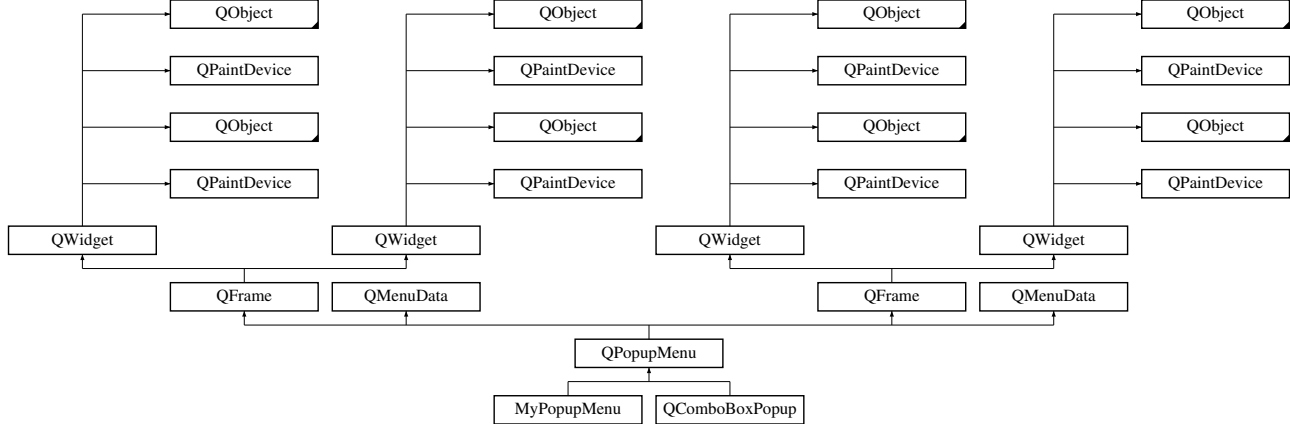 QObject QObject QObject QObject
QPaintDevice QPaintDevice QPaintDevice QPaintDevice
QObject QObject QObject QObject
QPaintDevice QPaintDevice QPaintDevice QPaintDevice
QWidget QWidget QWidget QWidget
QFrame QMenuData QFrame QMenuData
QPopupMenu
MyPopupMenu QComboBoxPopup